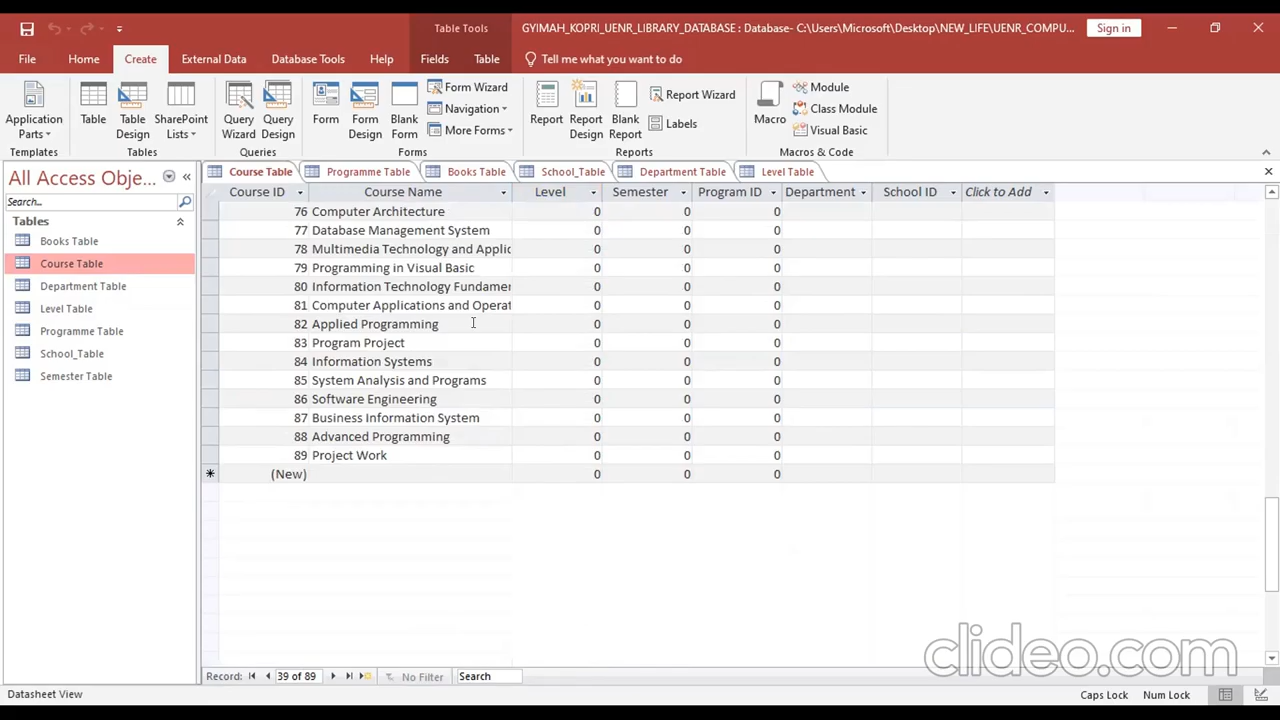 Table Tools
GYIMAH_KOPRI_UENR_LIBRARY_DATABASE : Database- C:\Users\Microsoft\Desktop\NEW_LIFE\UENR_COMPU...
Sign in
File Home Create External Data Database Tools Help Fields Table Tell me what you want to do
Application Parts
Table
Table Design
SharePoint Lists
Query Wizard
Query Design
Form
Form Design
Blank Form
Form Wizard
Navigation
More Forms
Report
Report Design
Blank Report
Report Wizard
Labels
Macro
Module
Class Module
Visual Basic
Templates Tables Queries Forms Reports Macros & Code
All Access Obje...
Search...
Tables
Books Table
Course Table
Department Table
Level Table
Programme Table
School_Table
Semester Table
Course Table Programme Table Books Table School_Table Department Table Level Table
Course ID Course Name Level Semester Program ID Department School ID Click to Add
76 Computer Architecture 0 0 0
77 Database Management System 0 0 0
78 Multimedia Technology and Applic 0 0 0
79 Programming in Visual Basic 0 0 0
80 Information Technology Fundamer 0 0 0
81 Computer Applications and Operat 0 0 0
82 Applied Programming 0 0 0
83 Program Project 0 0 0
84 Information Systems 0 0 0
85 System Analysis and Programs 0 0 0
86 Software Engineering 0 0 0
87 Business Information System 0 0 0
88 Advanced Programming 0 0 0
89 Project Work 0 0 0
(New) 0 0 0
clideo.com
Record: 39 of 89 No Filter Search
Datasheet View Caps Lock Num Lock